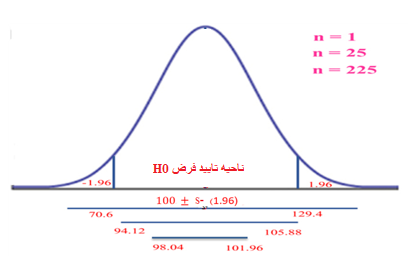 n = 1
n = 25
n = 225
ناحیه تایید فرض H0
-1.96 1.96
100 ± s- (1.96)
70.6 129.4
94.12 105.88
98.04 101.96